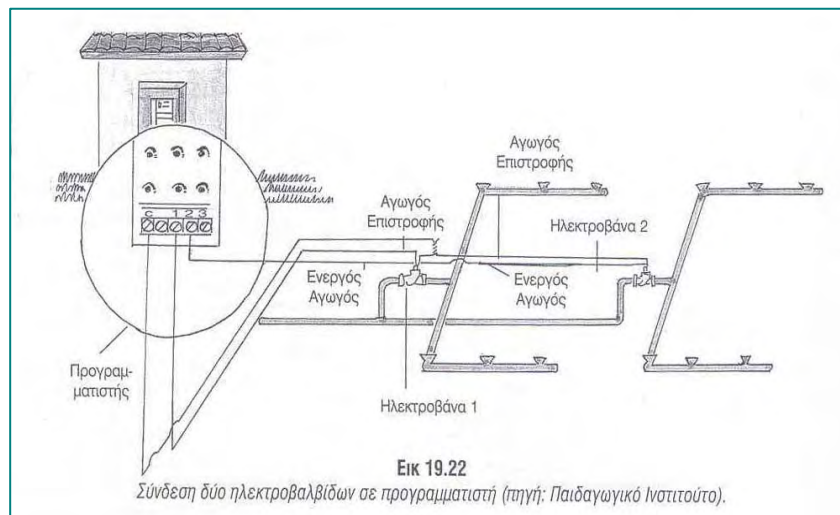 Αγωγός
Επιστροφής
Αγωγός
Επιστροφής
Ηλεκτροβάνα 2
C 1 2 3
Ενεργός
Αγωγός
Ενεργός
Αγωγός
Προγραμ-
ματιστής
Ηλεκτροβάνα 1
Εικ 19.22
Σύνδεση δύο ηλεκτροβαλβίδων σε προγραμματιστή (πηγή: Παιδαγωγικό Ινστιτούτο).